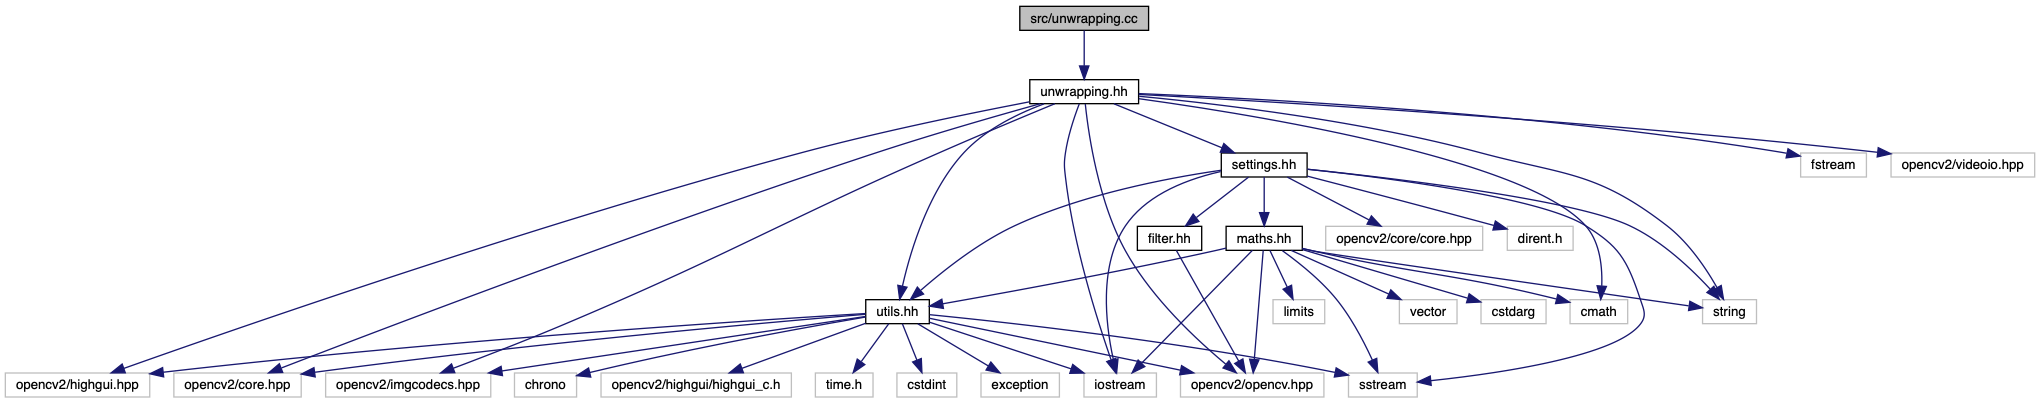 src/unwrapping.cc
unwrapping.hh
settings.hh
fstream
opencv2/videoio.hpp
filter.hh
maths.hh
opencv2/core/core.hpp
dirent.h
utils.hh
limits
vector
cstdarg
cmath
string
opencv2/highgui.hpp
opencv2/core.hpp
opencv2/imgcodecs.hpp
chrono
opencv2/highgui/highgui_c.h
time.h
cstdint
exception
iostream
opencv2/opencv.hpp
sstream